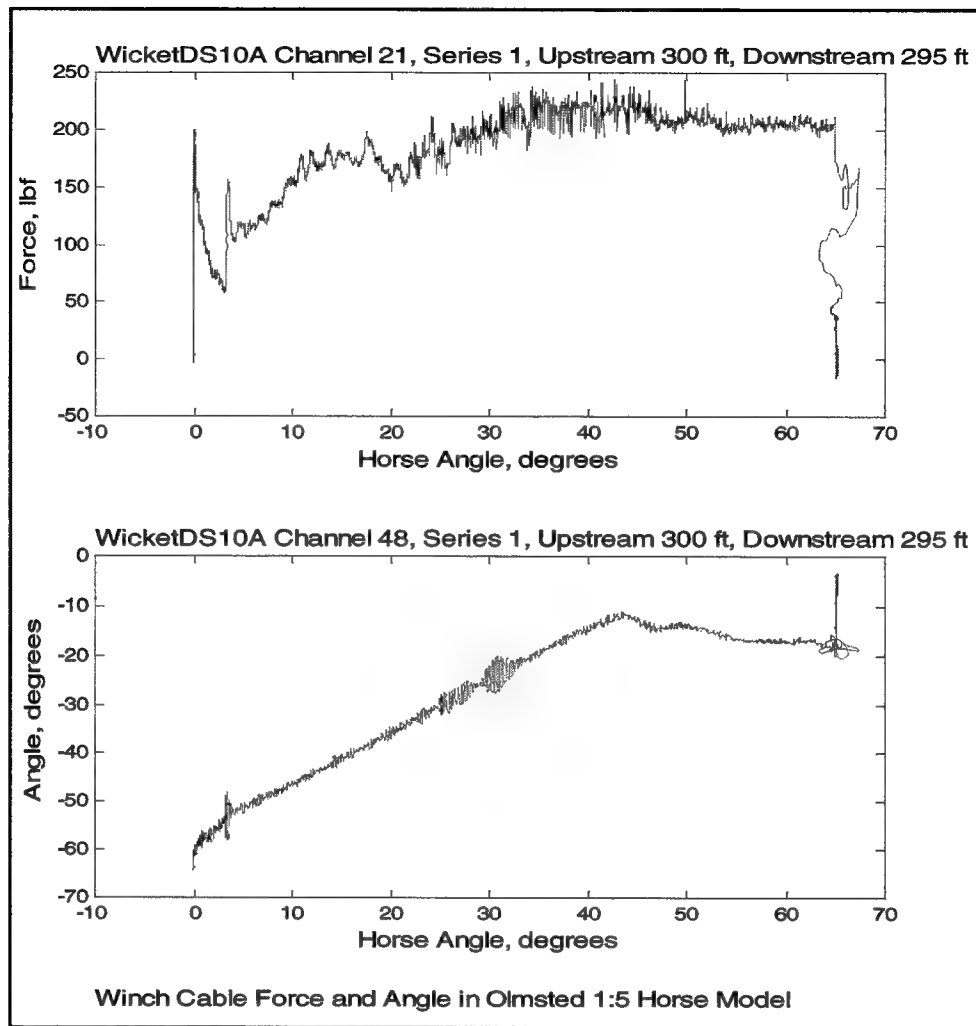 WicketDS10A Channel 21, Series 1, Upstream 300 ft, Downstream 295 ft
250
200
150
100
50
0
-50
Force, lbf
-10 0 10 20 30 40 50 60 70
Horse Angle, degrees
WicketDS10A Channel 48, Series 1, Upstream 300 ft, Downstream 295 ft
0
-10
-20
-30
-40
-50
-60
-70
Angle, degrees
-10 0 10 20 30 40 50 60 70
Horse Angle, degrees
Winch Cable Force and Angle in Olmsted 1:5 Horse Model